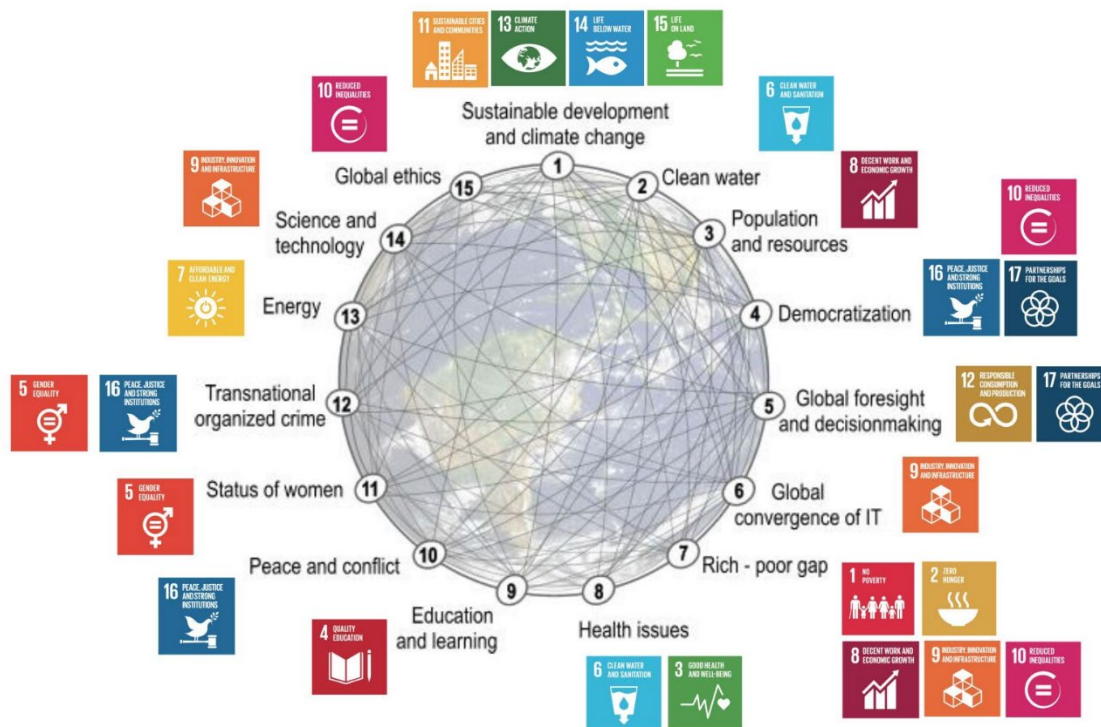 11 SUSTAINABLE CITIES
AND COMMUNITIES
13 CLIMATE
ACTION
14 LIFE
BELOW WATER
15 LIFE
ON LAND
10 REDUCED
INEQUALITIES
Sustainable development
and climate change
1
6 CLEAN WATER
AND SANITATION
9 INDUSTRY, INNOVATION
AND INFRASTRUCTURE
Global ethics
15
2
Clean water
8 DECENT WORK AND
ECONOMIC GROWTH
Science and
technology
14
3
Population
and resources
10 REDUCED
INEQUALITIES
7 AFFORDABLE AND
CLEAN ENERGY
Energy
13
4
Democratization
16 PEACE, JUSTICE
AND STRONG
INSTITUTIONS
17 PARTNERSHIPS
FOR THE GOALS
5 GENDER
EQUALITY
16 PEACE, JUSTICE
AND STRONG
INSTITUTIONS
Transnational
organized crime
12
5
Global foresight
and decisionmaking
12 RESPONSIBLE
CONSUMPTION
AND PRODUCTION
17 PARTNERSHIPS
FOR THE GOALS
5 GENDER
EQUALITY
Status of women
11
6
Global
convergence of IT
9 INDUSTRY, INNOVATION
AND INFRASTRUCTURE
16 PEACE, JUSTICE
AND STRONG
INSTITUTIONS
Peace and conflict
10
7
Rich - poor gap
1 NO
POVERTY
2 ZERO
HUNGER
4 QUALITY
EDUCATION
Education
and learning
9
8
Health issues
6 CLEAN WATER
AND SANITATION
3 GOOD HEALTH
AND WELL-BEING
8 DECENT WORK AND
ECONOMIC GROWTH
9 INDUSTRY, INNOVATION
AND INFRASTRUCTURE
10 REDUCED
INEQUALITIES